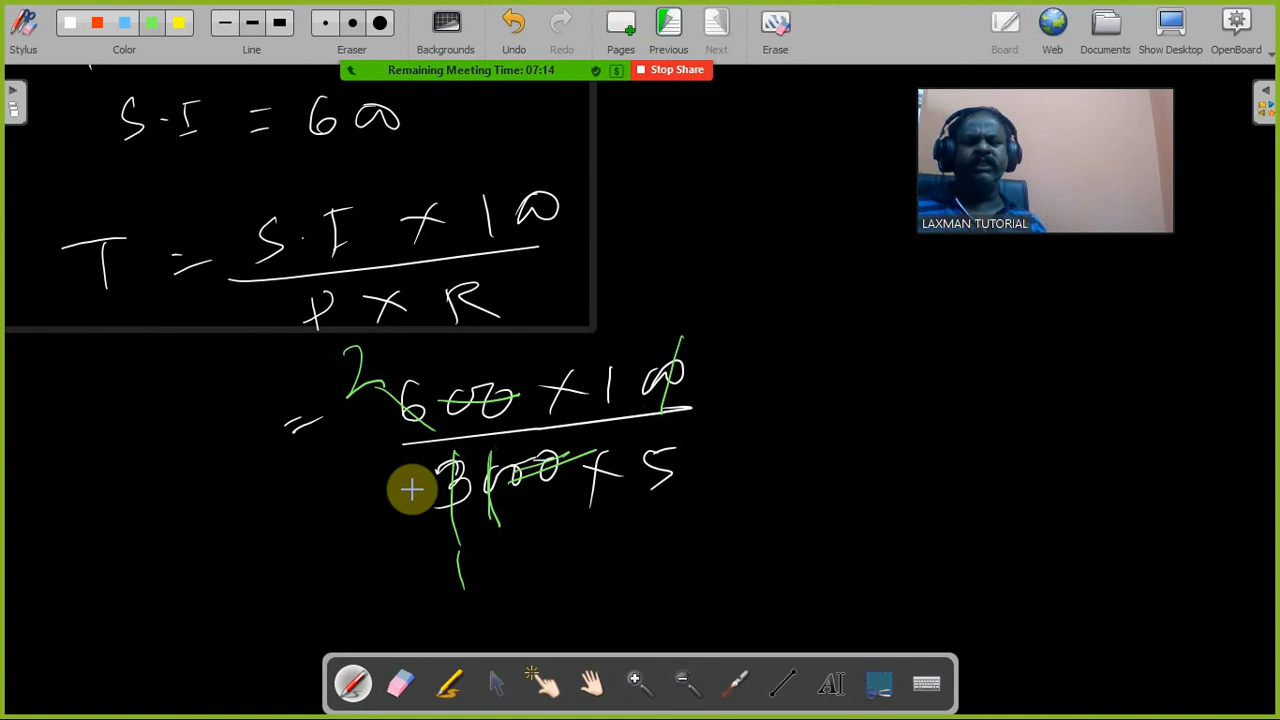 Stylus Color Line Eraser Backgrounds Undo Redo Pages Previous Next Erase Board Web Documents Show Desktop OpenBoard
Remaining Meeting Time: 07:14 Stop Share
S.I = 600
LAXMAN TUTORIAL
T = S.I × 100
P × R
= 2 600 × 100
3000 × 5
1